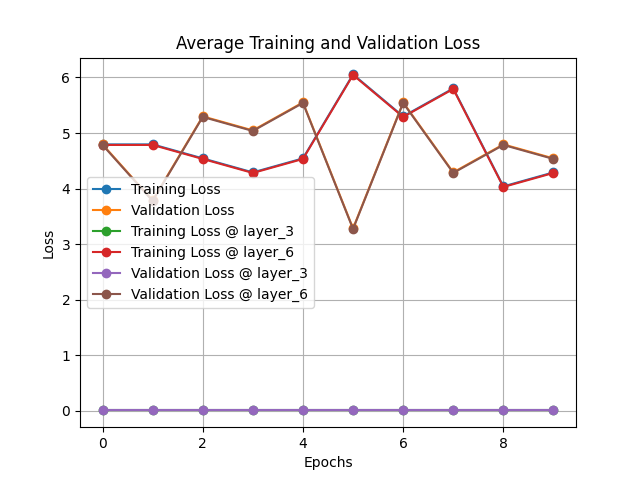 Average Training and Validation Loss
6
5
4
3
2
1
0
Loss
Training Loss
Validation Loss
Training Loss @ layer_3
Training Loss @ layer_6
Validation Loss @ layer_3
Validation Loss @ layer_6
0 2 4 6 8
Epochs